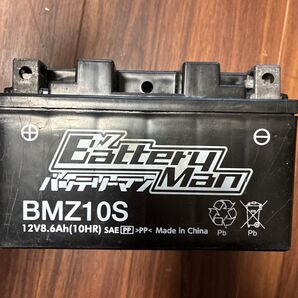 Battery
バッテリーマン Man
BMZ10S
12V8.6Ah(10HR) SAE PP >PP< Made in China
Pb Pb